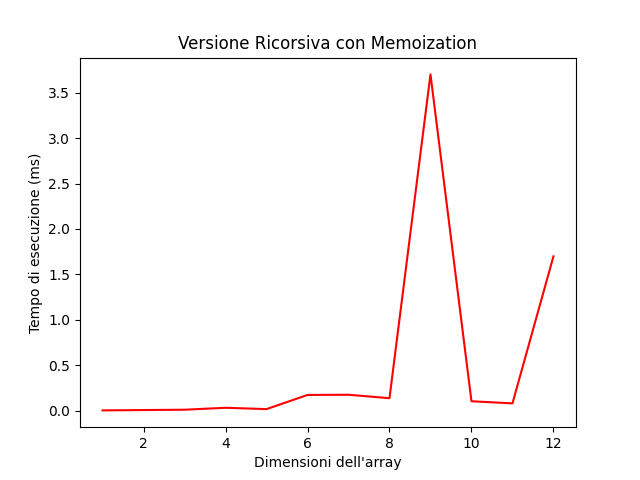 Versione Ricorsiva con Memoization
3.5
3.0
2.5
2.0
1.5
1.0
0.5
0.0
Tempo di esecuzione (ms)
2 4 6 8 10 12
Dimensioni dell'array